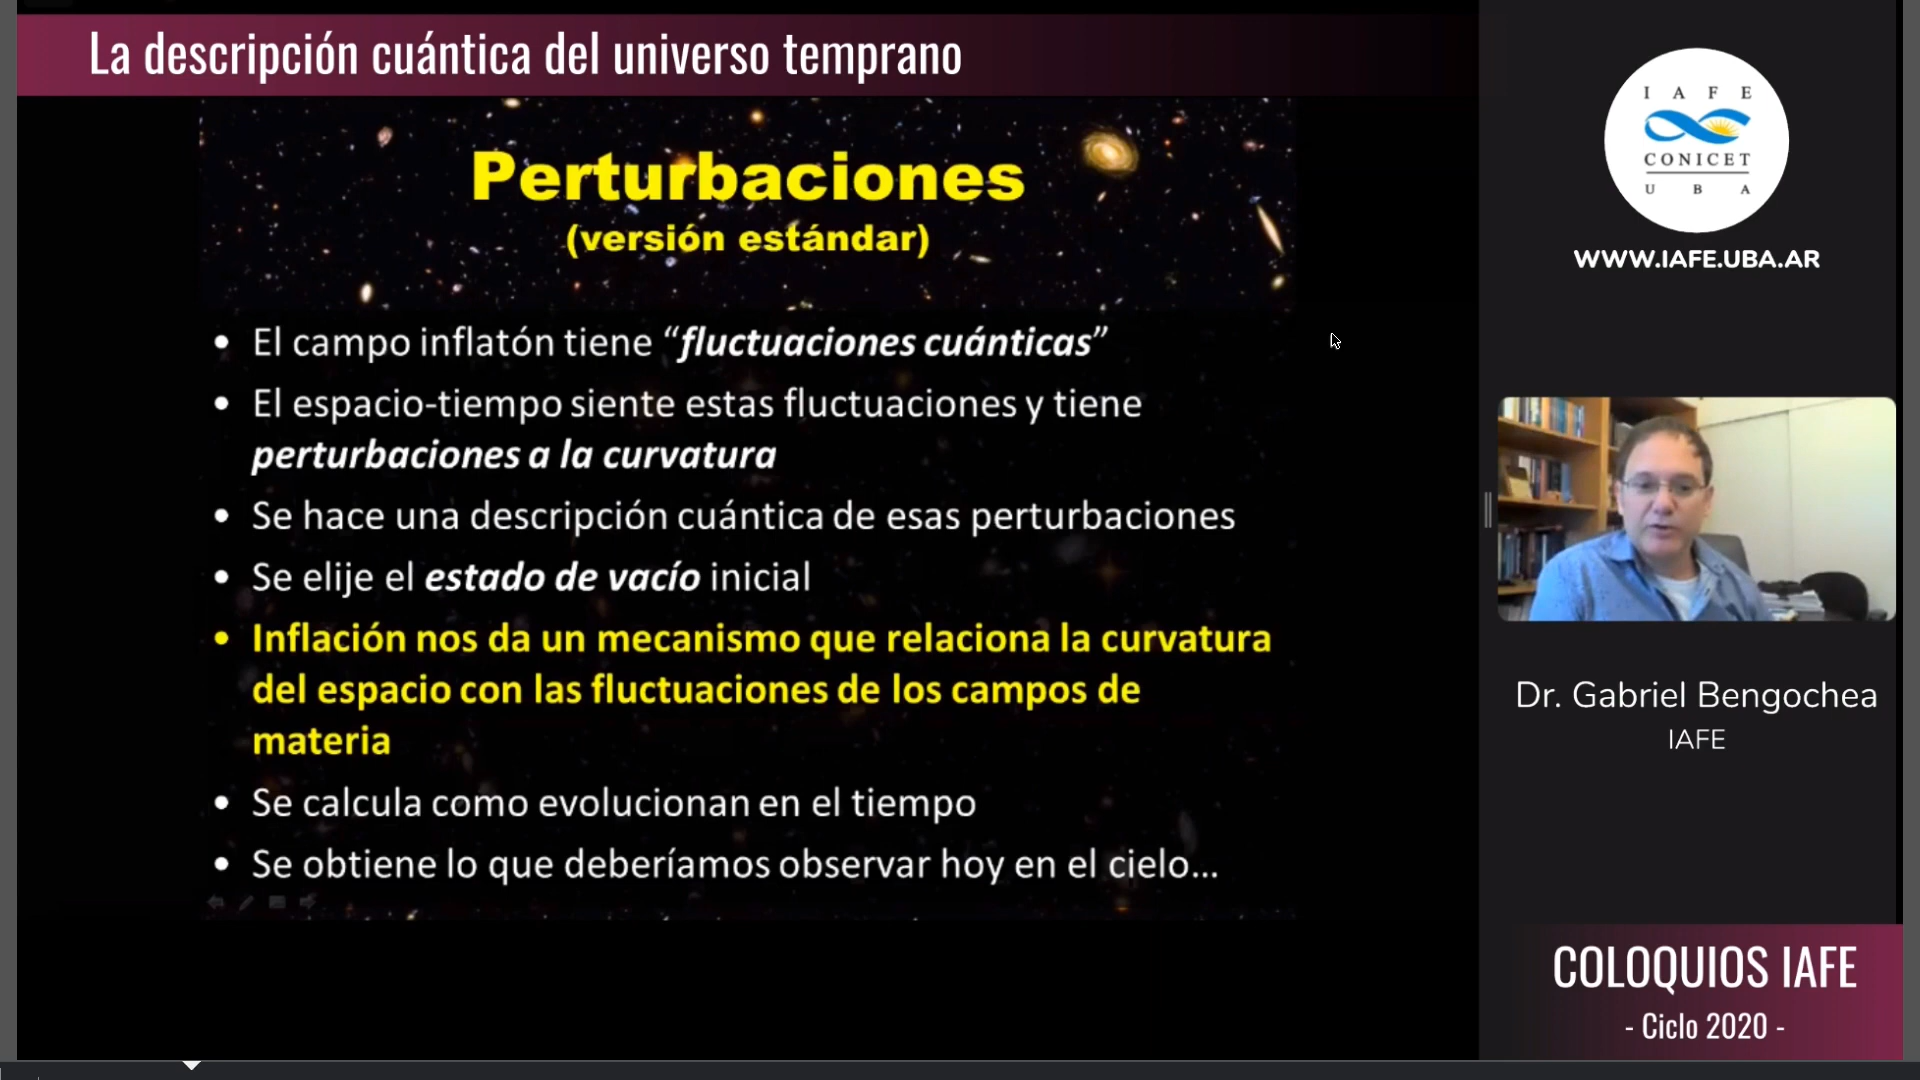 La descripción cuántica del universo temprano
Perturbaciones
(versión estándar)
• El campo inflatón tiene “fluctuaciones cuánticas”
• El espacio-tiempo siente estas fluctuaciones y tiene
perturbaciones a la curvatura
• Se hace una descripción cuántica de esas perturbaciones
• Se elije el estado de vacío inicial
• Inflación nos da un mecanismo que relaciona la curvatura
del espacio con las fluctuaciones de los campos de
materia
• Se calcula como evolucionan en el tiempo
• Se obtiene lo que deberíamos observar hoy en el cielo...
I A F E
CONICET
U B A
WWW.IAFE.UBA.AR
Dr. Gabriel Bengochea
IAFE
COLOQUIOS IAFE
- Ciclo 2020 -